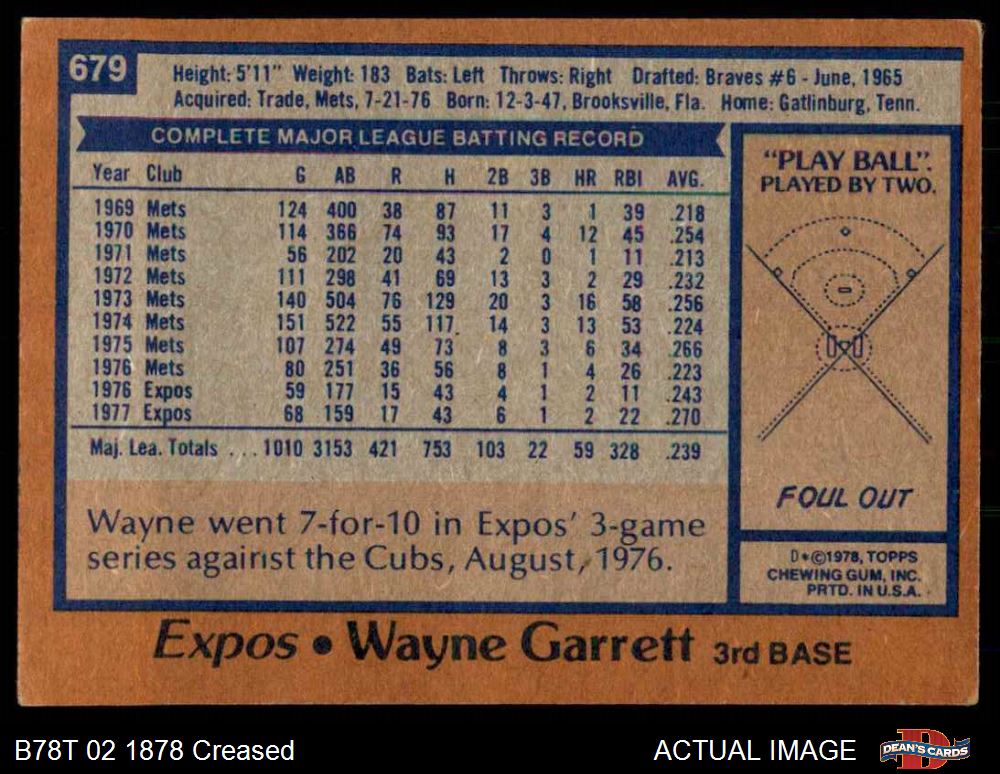 679
Height: 5'11" Weight: 183 Bats: Left Throws: Right Drafted: Braves #6 - June, 1965
Acquired: Trade, Mets, 7-21-76 Born: 12-3-47, Brooksville, Fla. Home: Gatlinburg, Tenn.
COMPLETE MAJOR LEAGUE BATTING RECORD
Year Club G AB R H 2B 3B HR RBI AVG.
1969 Mets 124 400 38 87 11 3 1 39 .218
1970 Mets 114 366 74 93 17 4 12 45 .254
1971 Mets 56 202 20 43 2 0 1 11 .213
1972 Mets 111 298 41 69 13 3 2 29 .232
1973 Mets 140 504 76 129 20 3 16 58 .256
1974 Mets 151 522 55 117 14 3 13 53 .224
1975 Mets 107 274 49 73 8 3 6 34 .266
1976 Mets 80 251 36 56 8 1 4 26 .223
1976 Expos 59 177 15 43 4 1 2 11 .243
1977 Expos 68 159 17 43 6 1 2 22 .270
Maj. Lea. Totals ... 1010 3153 421 753 103 22 59 328 .239
Wayne went 7-for-10 in Expos' 3-game
series against the Cubs, August, 1976.
"PLAY BALL".
PLAYED BY TWO.
FOUL OUT
D*©1978, TOPPS
CHEWING GUM, INC.
PRTD. IN U.S.A.
Expos • Wayne Garrett 3rd BASE
B78T 02 1878 Creased
ACTUAL IMAGE
DEAN'S CARDS